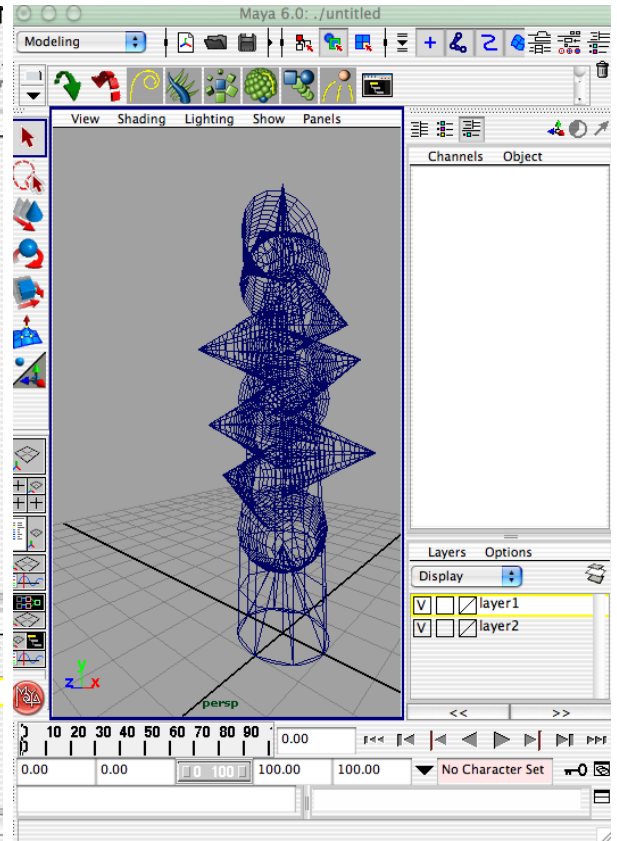 Maya 6.0: ./untitled
Modeling
View Shading Lighting Show Panels
Channels Object
Layers Options
Display
V layer1
V layer2
y
z x
persp
<< >>
10 20 30 40 50 60 70 80 90 0.00
0.00 0.00 0 100 100.00 100.00 No Character Set